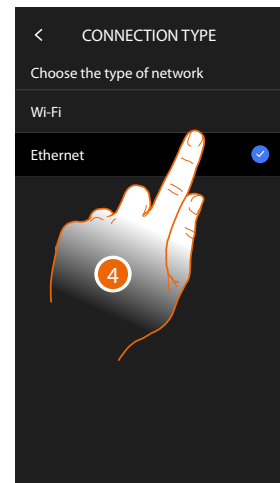 CONNECTION TYPE
Choose the type of network
Wi-Fi
Ethernet
4